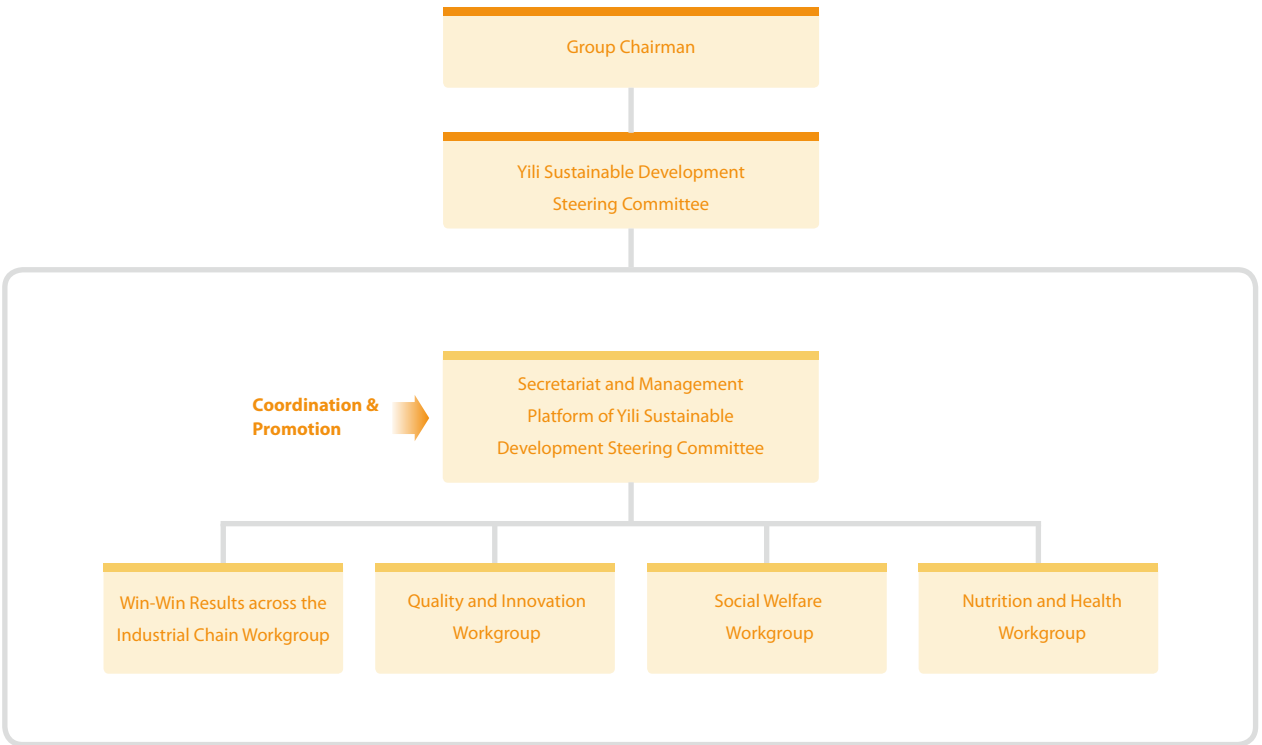 Group Chairman
Yili Sustainable Development
Steering Committee
Coordination &
Promotion
Secretariat and Management
Platform of Yili Sustainable
Development Steering Committee
Win-Win Results across the
Industrial Chain Workgroup
Quality and Innovation
Workgroup
Social Welfare
Workgroup
Nutrition and Health
Workgroup